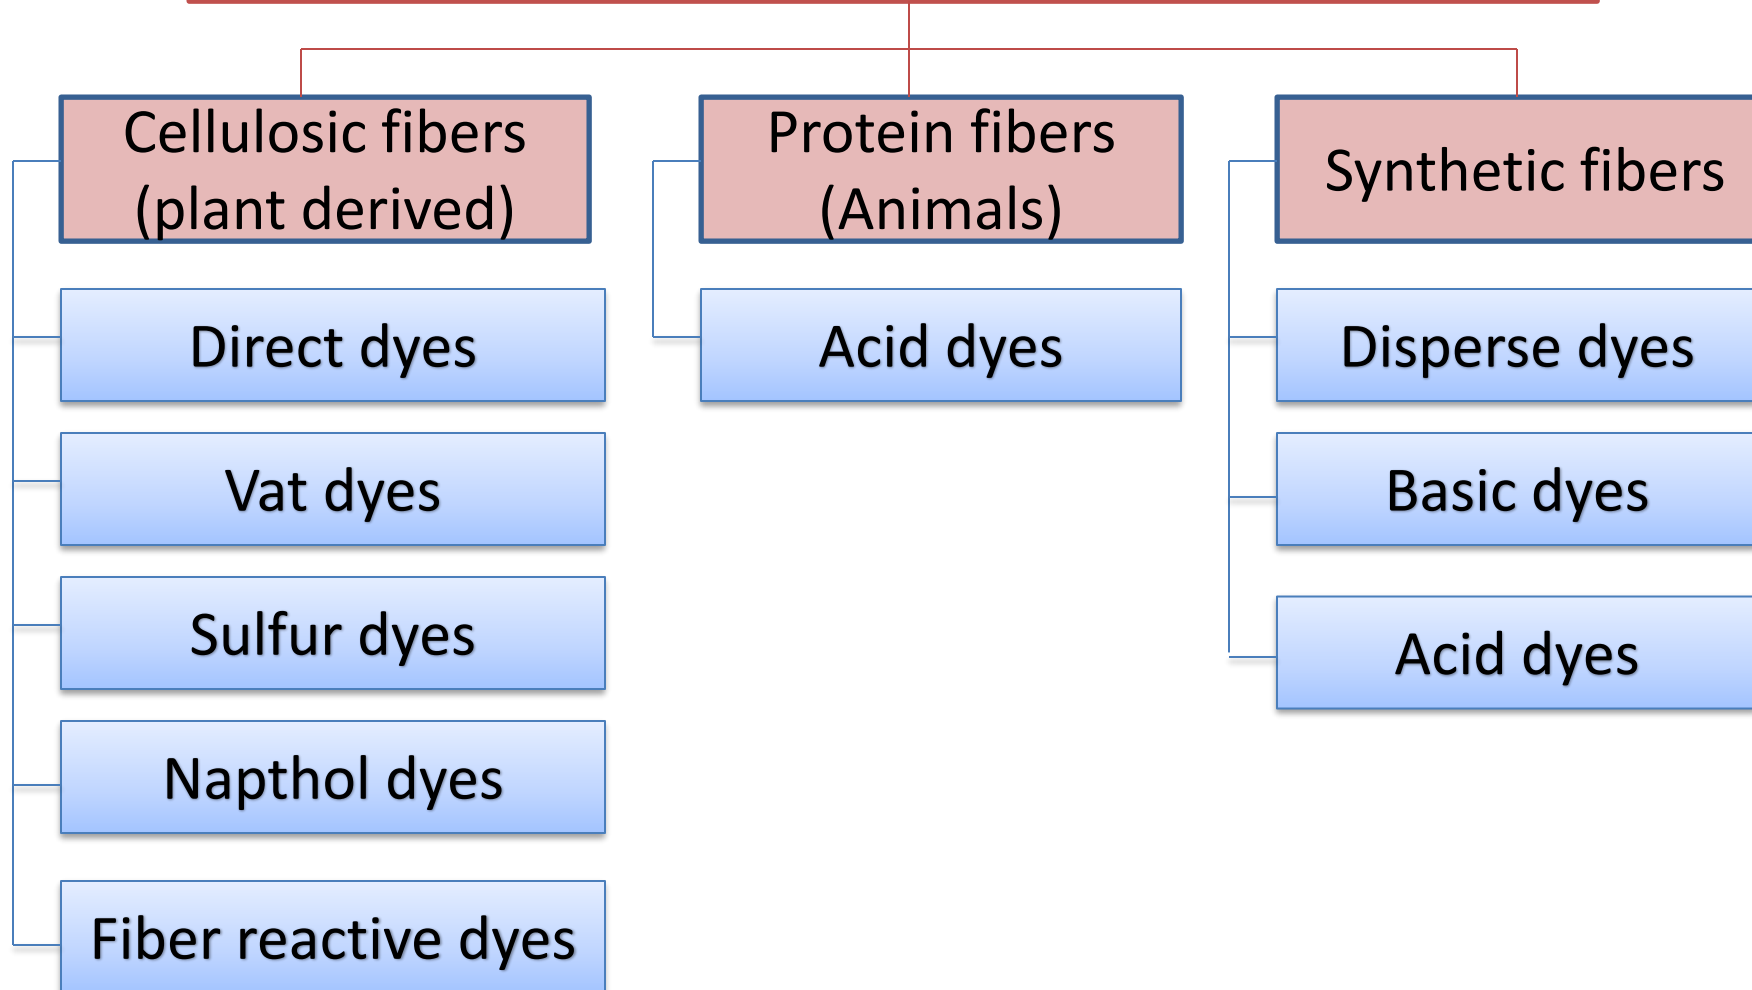 Cellulosic fibers
(plant derived)
Direct dyes
Vat dyes
Sulfur dyes
Napthol dyes
Fiber reactive dyes
Protein fibers
(Animals)
Acid dyes
Synthetic fibers
Disperse dyes
Basic dyes
Acid dyes